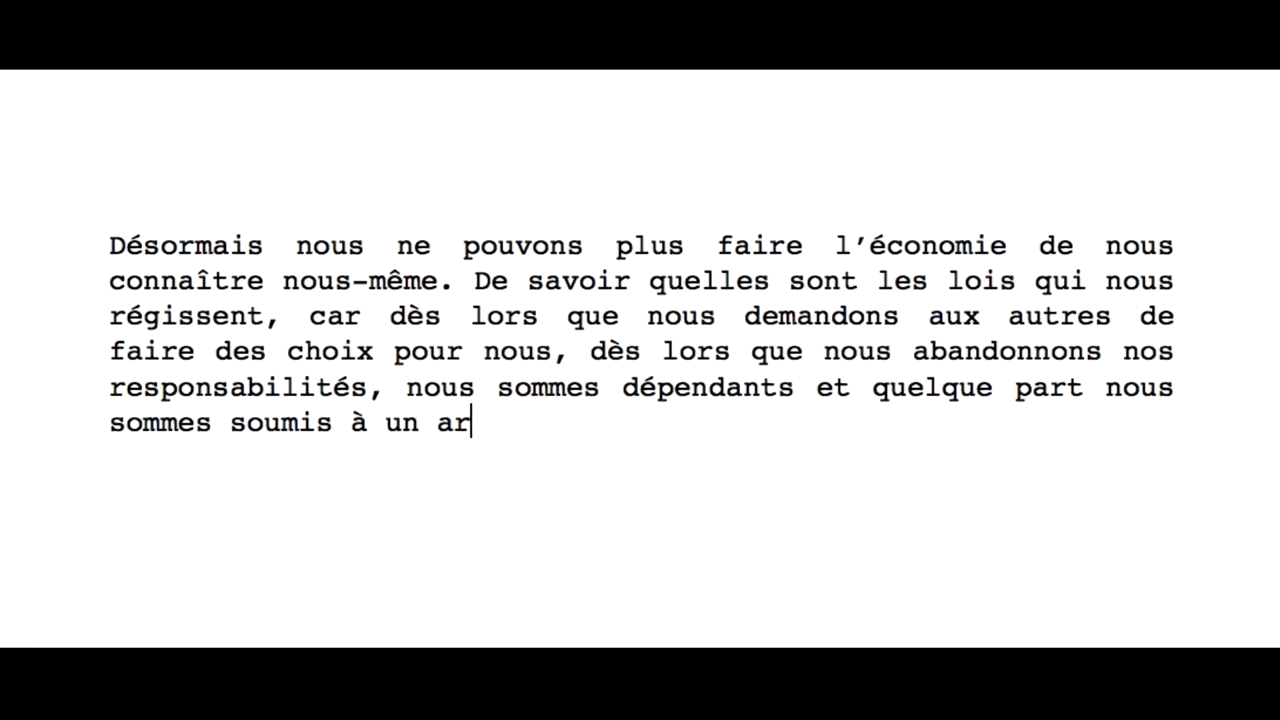 Désormais nous ne pouvons plus faire l’économie de nous
connaître nous-même. De savoir quelles sont les lois qui nous
régissent, car dès lors que nous demandons aux autres de
faire des choix pour nous, dès lors que nous abandonnons nos
responsabilités, nous sommes dépendants et quelque part nous
sommes soumis à un ar